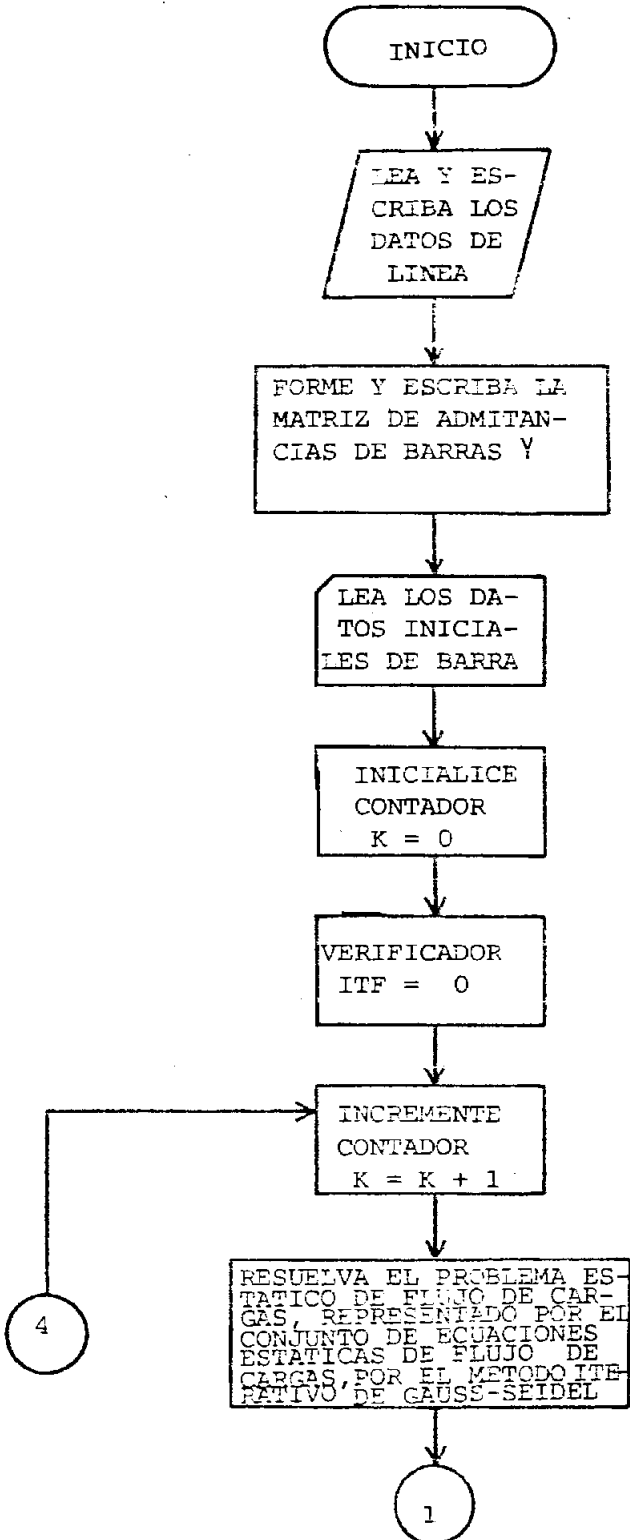 INICIO
LEA Y ES-
CRIBA LOS
DATOS DE
LINEA
FORME Y ESCRIBA LA
MATRIZ DE ADMITAN-
CIAS DE BARRAS Y
LEA LOS DA-
TOS INICIA-
LES DE BARRA
INICIALICE
CONTADOR
K = 0
VERIFICADOR
ITF = 0
INCREMENTE
CONTADOR
K = K + 1
RESUELVA EL PROBLEMA ES-
TATICO DE FLUJO DE CAR-
GAS, REPRESENTADO POR EL
CONJUNTO DE ECUACIONES
ESTATICAS DE FLUJO DE
CARGAS, POR EL METODO ITE-
RATIVO DE GAUSS-SEIDEL
4
1